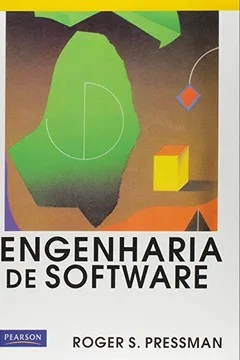 ENGENHARIA
DE SOFTWARE
PEARSON
ROGER S. PRESSMAN